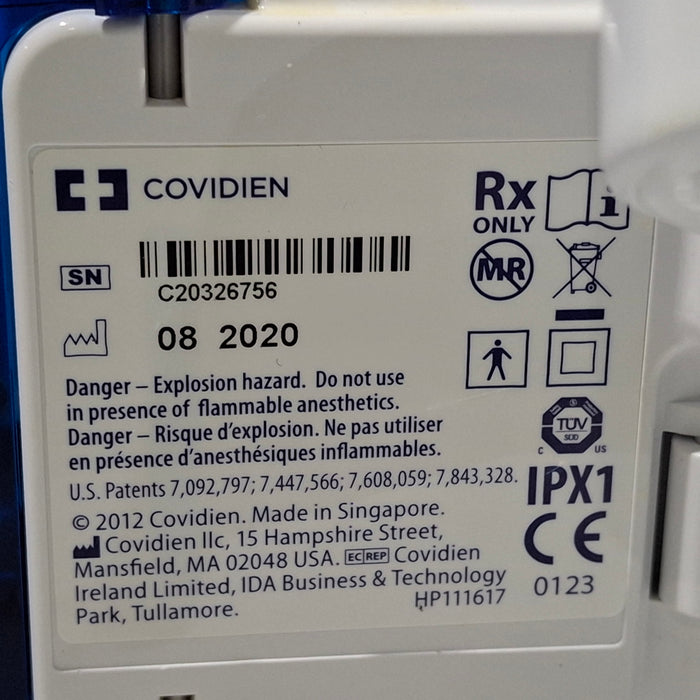 COVIDIEN
Rx
ONLY
i
SN
C20326756
MR
08 2020
Danger – Explosion hazard. Do not use
in presence of flammable anesthetics.
Danger – Risque d'explosion. Ne pas utiliser
en présence d'anesthésiques inflammables.
TÜV
SÜD
C US
U.S. Patents 7,092,797; 7,447,566; 7,608,059; 7,843,328.
IPX1
© 2012 Covidien. Made in Singapore.
Covidien llc, 15 Hampshire Street,
Mansfield, MA 02048 USA. EC REP Covidien
Ireland Limited, IDA Business & Technology
Park, Tullamore.
HP111617
CE
0123